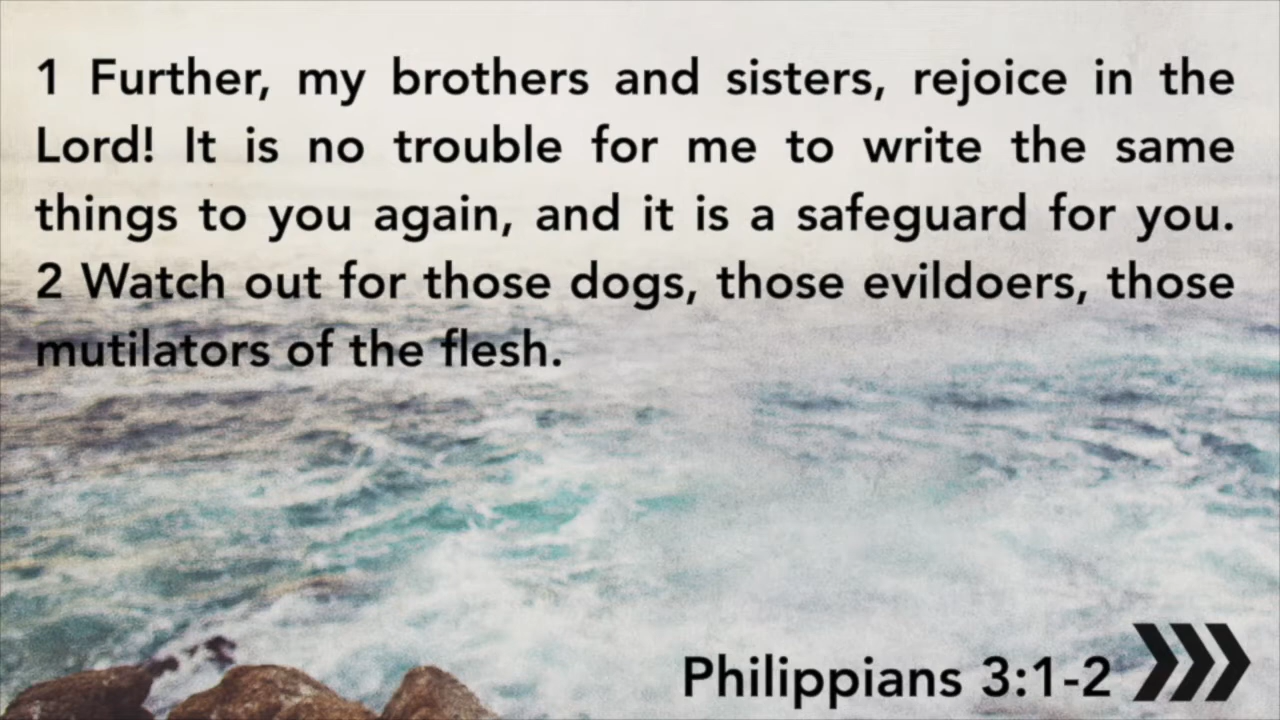 1 Further, my brothers and sisters, rejoice in the
Lord! It is no trouble for me to write the same
things to you again, and it is a safeguard for you.
2 Watch out for those dogs, those evildoers, those
mutilators of the flesh.
Philippians 3:1-2